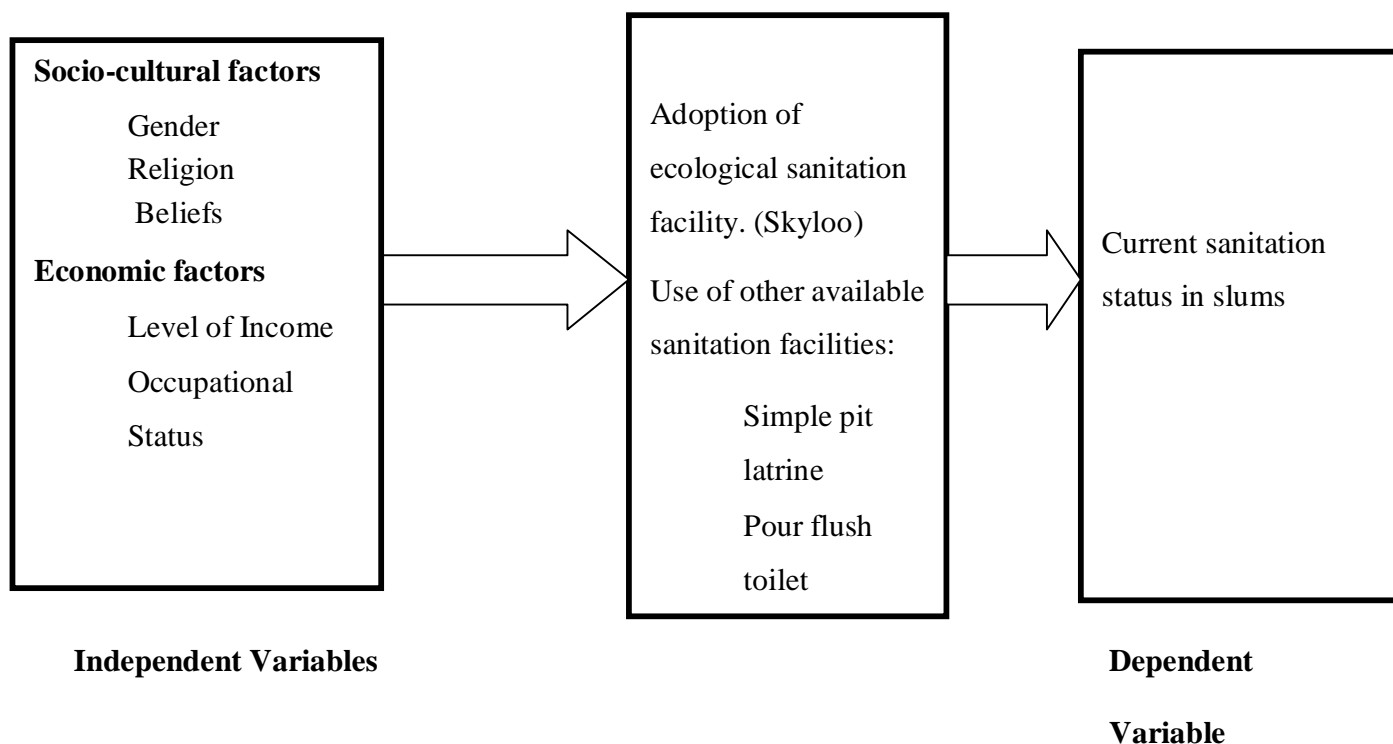 Socio-cultural factors
Gender
Religion
Beliefs
Economic factors
Level of Income
Occupational
Status
Adoption of
ecological sanitation
facility. (Skyloo)
Use of other available
sanitation facilities:
Simple pit
latrine
Pour flush
toilet
Current sanitation
status in slums
Independent Variables
Dependent
Variable